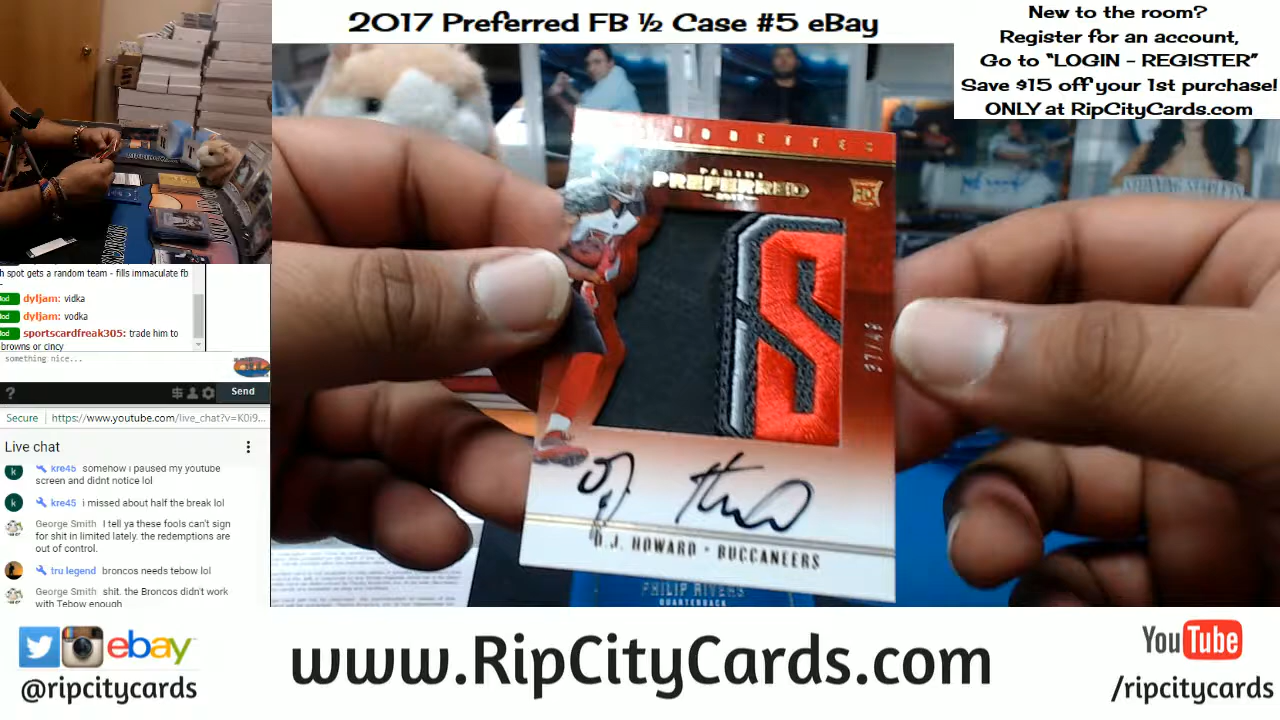 2017 Preferred FB ½ Case #5 eBay
New to the room?
Register for an account,
Go to “LOGIN – REGISTER”
Save $15 off your 1st purchase!
ONLY at RipCityCards.com
PANINI
PREFERRED
RC
S
O.J. HOWARD • BUCCANEERS
PHILIP RIVERS
QUARTERBACK
h spot gets a random team - fills immaculate fb
dyljam: vidka
dyljam: vodka
sportscardfreak305: trade him to
browns or cincy
something nice...
?
Send
Secure
https://www.youtube.com/live_chat?v=K0i9...
Live chat
k
kre45 somehow i paused my youtube
screen and didnt notice lol
k
kre45 i missed about half the break lol
George Smith I tell ya these fools can't sign
for shit in limited lately. the redemptions are
out of control.
tru legend broncos needs tebow lol
George Smith shit. the Broncos didn't work
with Tebow enough
ebay
@ripcitycards
www.RipCityCards.com
YouTube
/ripcitycards